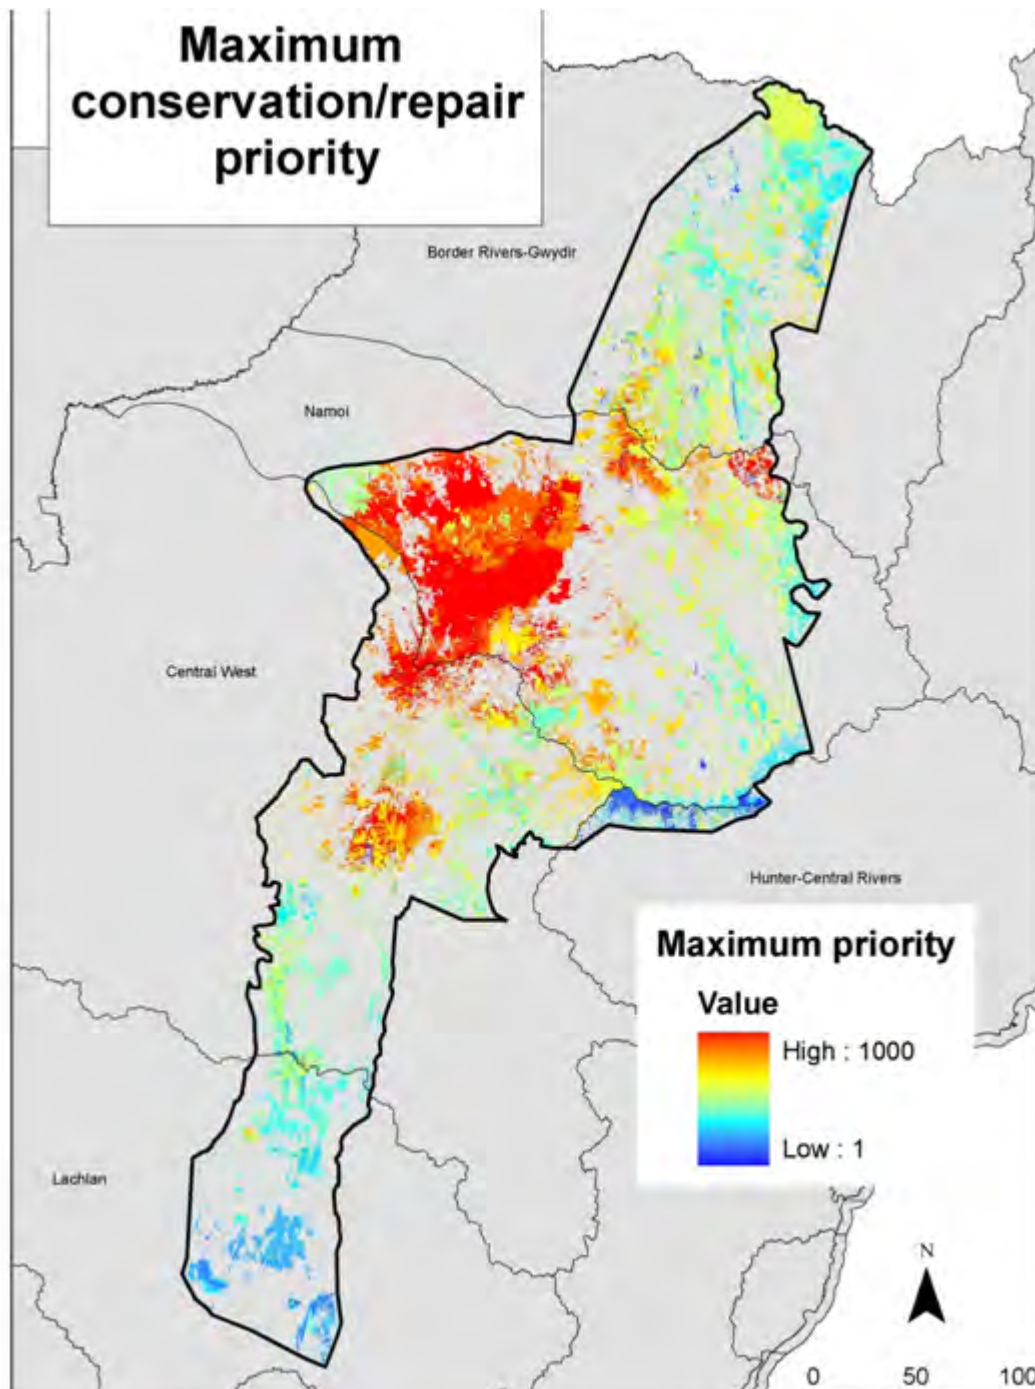 Maximum
conservation/repair
priority
Border Rivers-Gwydir
Namoi
Central West
Hunter-Central Rivers
Maximum priority
Value
High : 1000
Low : 1
Lachlan
N
0 50 100